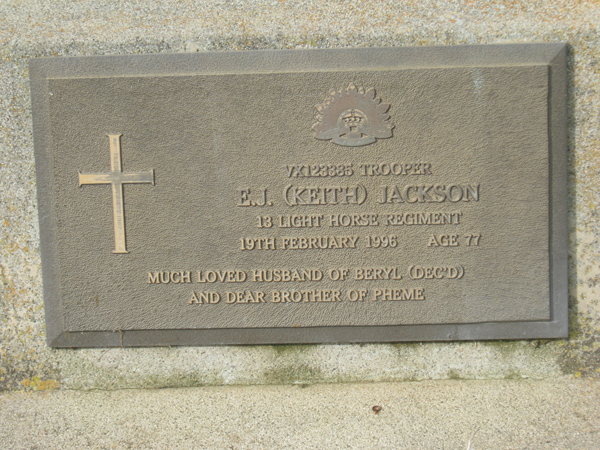 VX123385 TROOPER
E.J. (KEITH) JACKSON
13 LIGHT HORSE REGIMENT
19TH FEBRUARY 1996 AGE 77
MUCH LOVED HUSBAND OF BERYL (DEC'D)
AND DEAR BROTHER OF PHEME